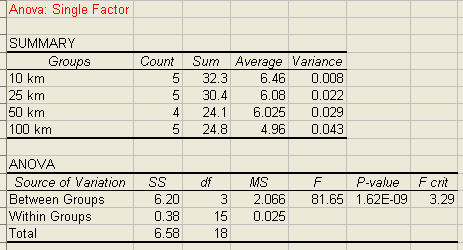 Anova: Single Factor
SUMMARY
Groups Count Sum Average Variance
10 km 5 32.3 6.46 0.008
25 km 5 30.4 6.08 0.022
50 km 4 24.1 6.025 0.029
100 km 5 24.8 4.96 0.043
ANOVA
Source of Variation SS df MS F P-value F crit
Between Groups 6.20 3 2.066 81.65 1.62E-09 3.29
Within Groups 0.38 15 0.025
Total 6.58 18